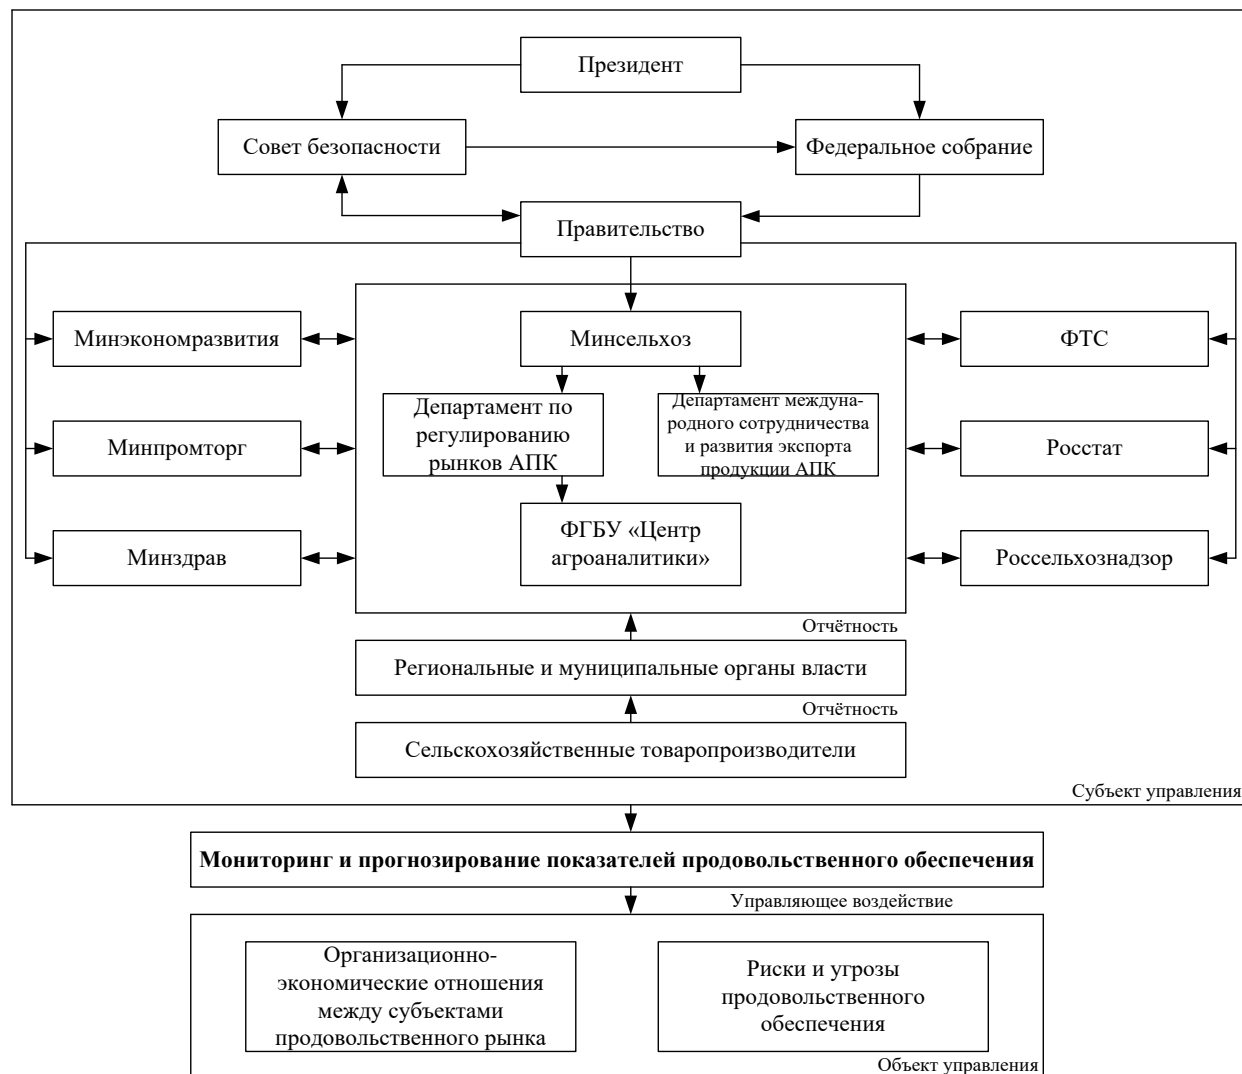 Президент
Совет безопасности
Федеральное собрание
Правительство
Минэкономразвития
Минсельхоз
ФТС
Департамент по
регулированию
рынков АПК
Департамент междуна-
родного сотрудничества
и развития экспорта
продукции АПК
Минпромторг
Росстат
ФГБУ «Центр
агроаналитики»
Минздрав
Россельхознадзор
Отчётность
Региональные и муниципальные органы власти
Отчётность
Сельскохозяйственные товаропроизводители
Субъект управления
Мониторинг и прогнозирование показателей продовольственного обеспечения
Управляющее воздействие
Организационно-
экономические отношения
между субъектами
продовольственного рынка
Риски и угрозы
продовольственного
обеспечения
Объект управления